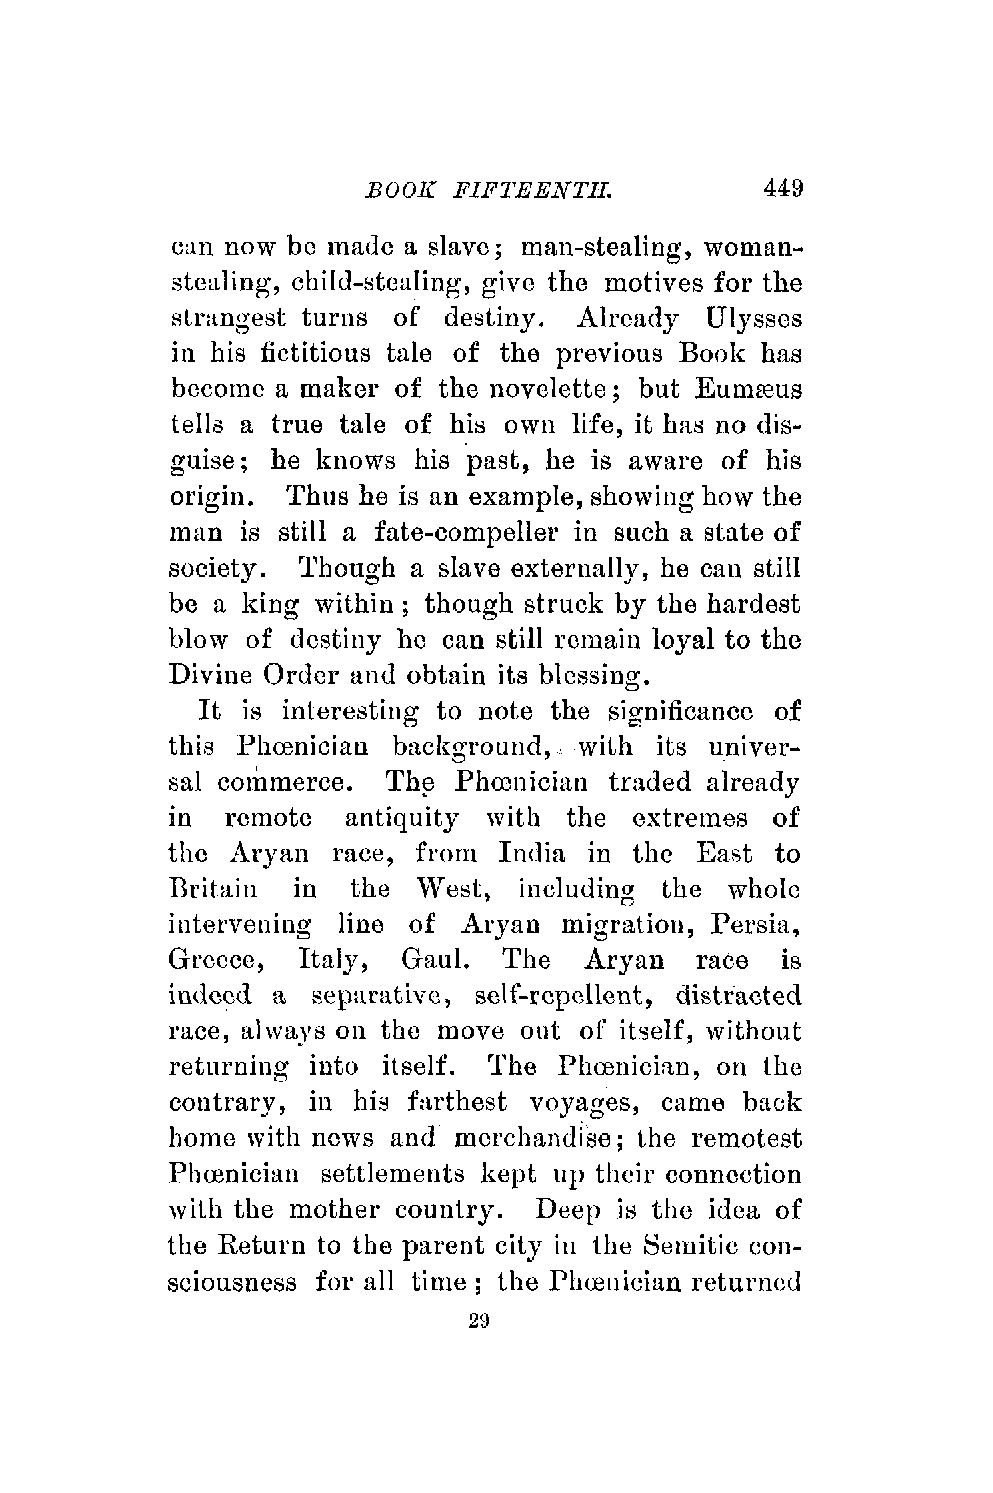 BOOK FIFTEENTH. 449
can now be made a slave; man-stealing, woman-
stealing, child-stealing, give the motives for the
strangest turns of destiny. Already Ulysses
in his fictitious tale of the previous Book has
become a maker of the novelette; but Eumæus
tells a true tale of his own life, it has no dis-
guise; he knows his past, he is aware of his
origin. Thus he is an example, showing how the
man is still a fate-compeller in such a state of
society. Though a slave externally, he can still
be a king within; though struck by the hardest
blow of destiny he can still remain loyal to the
Divine Order and obtain its blessing.
It is interesting to note the significance of
this Phœnician background, with its univer-
sal commerce. The Phœnician traded already
in remote antiquity with the extremes of
the Aryan race, from India in the East to
Britain in the West, including the whole
intervening line of Aryan migration, Persia,
Greece, Italy, Gaul. The Aryan race is
indeed a separative, self-repellent, distracted
race, always on the move out of itself, without
returning into itself. The Phœnician, on the
contrary, in his farthest voyages, came back
home with news and merchandise; the remotest
Phœnician settlements kept up their connection
with the mother country. Deep is the idea of
the Return to the parent city in the Semitic con-
sciousness for all time; the Phœnician returned
29